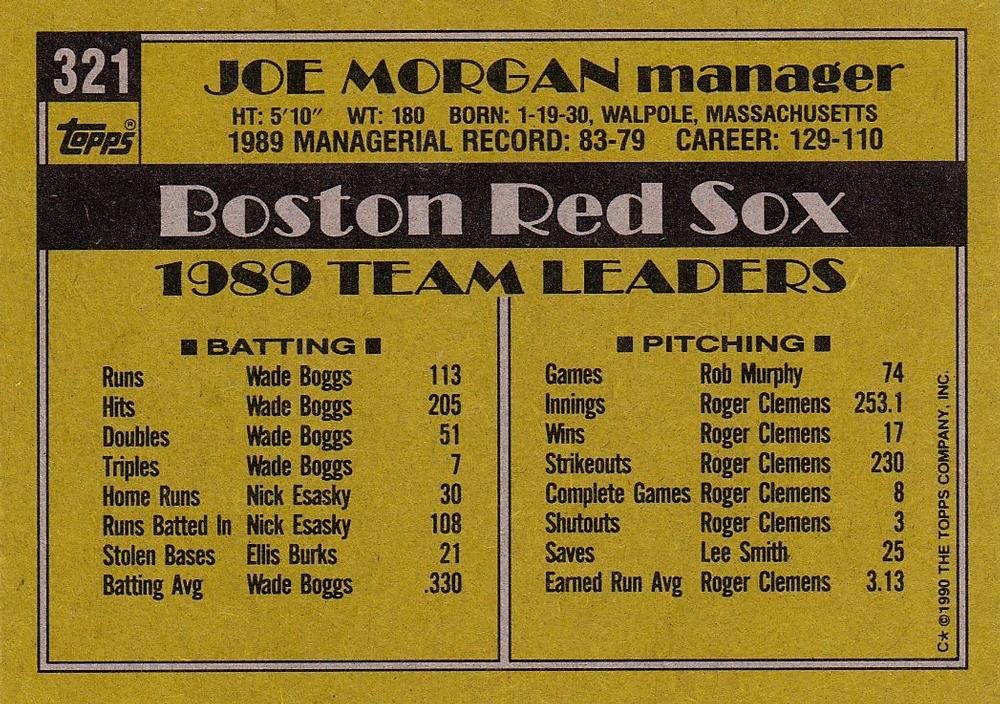 321
JOE MORGAN manager
HT: 5'10" WT: 180 BORN: 1-19-30, WALPOLE, MASSACHUSETTS
topps®
1989 MANAGERIAL RECORD: 83-79 CAREER: 129-110
Boston Red Sox
1989 TEAM LEADERS
■ BATTING ■
Runs Wade Boggs 113
Hits Wade Boggs 205
Doubles Wade Boggs 51
Triples Wade Boggs 7
Home Runs Nick Esasky 30
Runs Batted In Nick Esasky 108
Stolen Bases Ellis Burks 21
Batting Avg Wade Boggs .330
■ PITCHING ■
Games Rob Murphy 74
Innings Roger Clemens 253.1
Wins Roger Clemens 17
Strikeouts Roger Clemens 230
Complete Games Roger Clemens 8
Shutouts Roger Clemens 3
Saves Lee Smith 25
Earned Run Avg Roger Clemens 3.13
C★ ©1990 THE TOPPS COMPANY, INC.